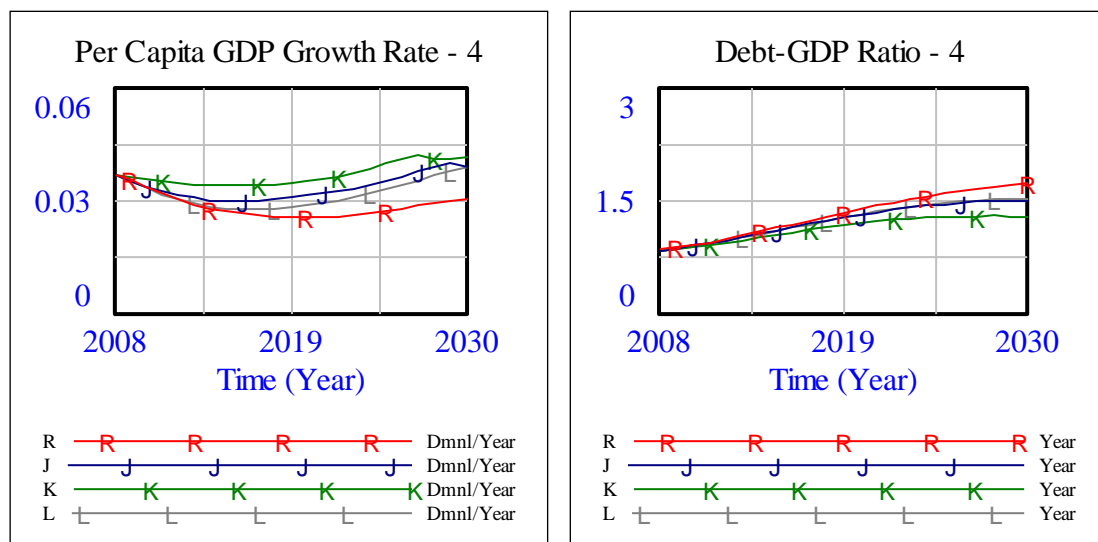 Per Capita GDP Growth Rate - 4
0.06
0.03
0
2008 2019 2030
Time (Year)
R R R R R Dmnl/Year
J J J J J Dmnl/Year
K K K K K Dmnl/Year
L L L L L Dmnl/Year
R R R R R
J J J J
K K K K K
L L L L
Debt-GDP Ratio - 4
3
1.5
0
2008 2019 2030
Time (Year)
R R R R R R Year
J J J J J Year
K K K K K Year
L L L L L L Year
R R R R R
J J J J
K K K K
L L L L